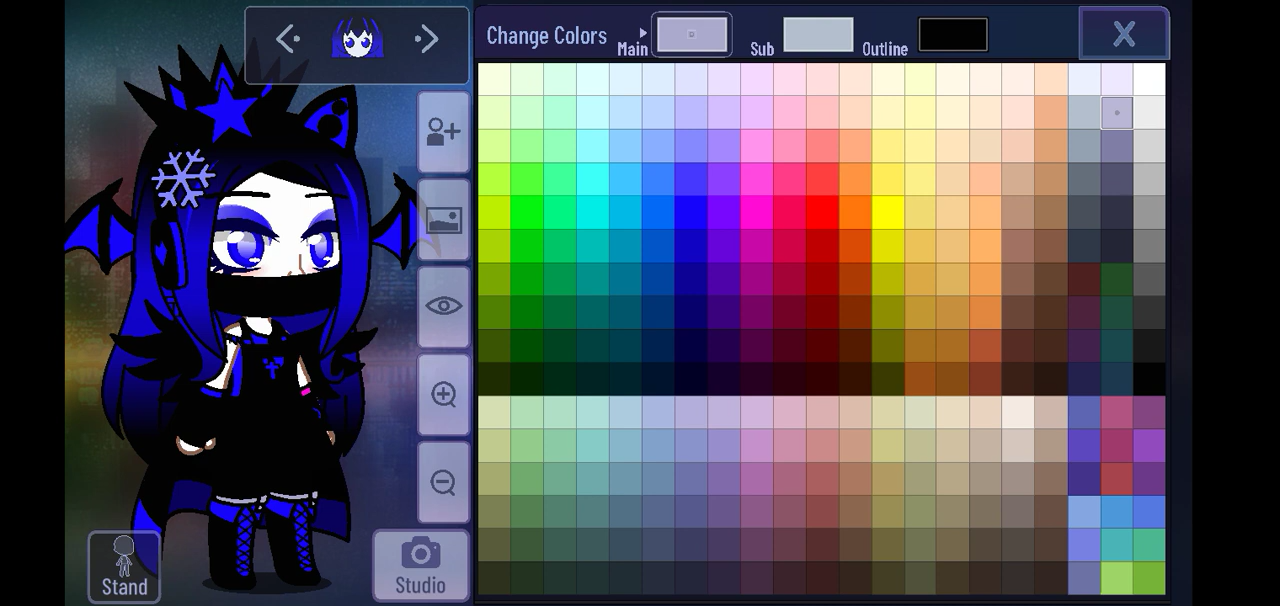 Change Colors
Main
Sub
Outline
X
Stand
Studio